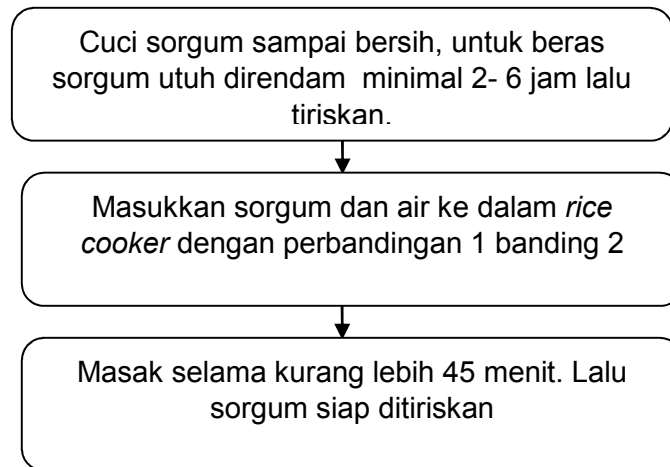 Cuci sorgum sampai bersih, untuk beras
sorgum utuh direndam  minimal 2- 6 jam lalu
tiriskan.
Masukkan sorgum dan air ke dalam rice
cooker dengan perbandingan 1 banding 2
Masak selama kurang lebih 45 menit. Lalu
sorgum siap ditiriskan